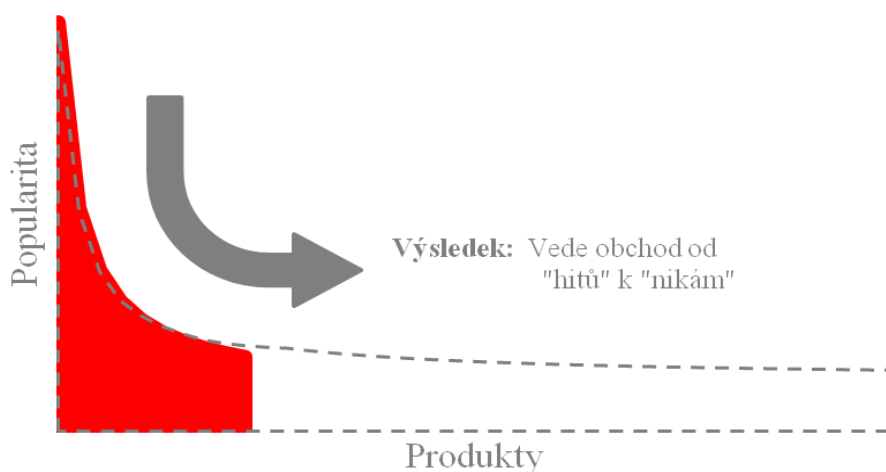 Popularita
Výsledek: Vede obchod od
"hitů" k "nikám"
Produkty